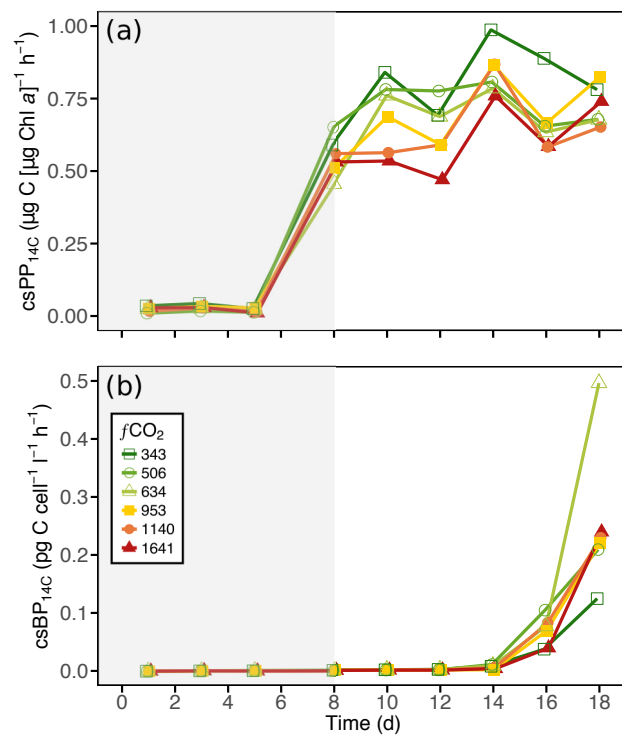 (a)
csPP14C (µg C [µg Chl a]⁻¹ h⁻¹)
1.00
0.75
0.50
0.25
0.00
(b)
csBP14C (pg C cell⁻¹ l⁻¹ h⁻¹)
0.5
0.4
0.3
0.2
0.1
0.0
fCO₂
343
506
634
953
1140
1641
0 2 4 6 8 10 12 14 16 18
Time (d)